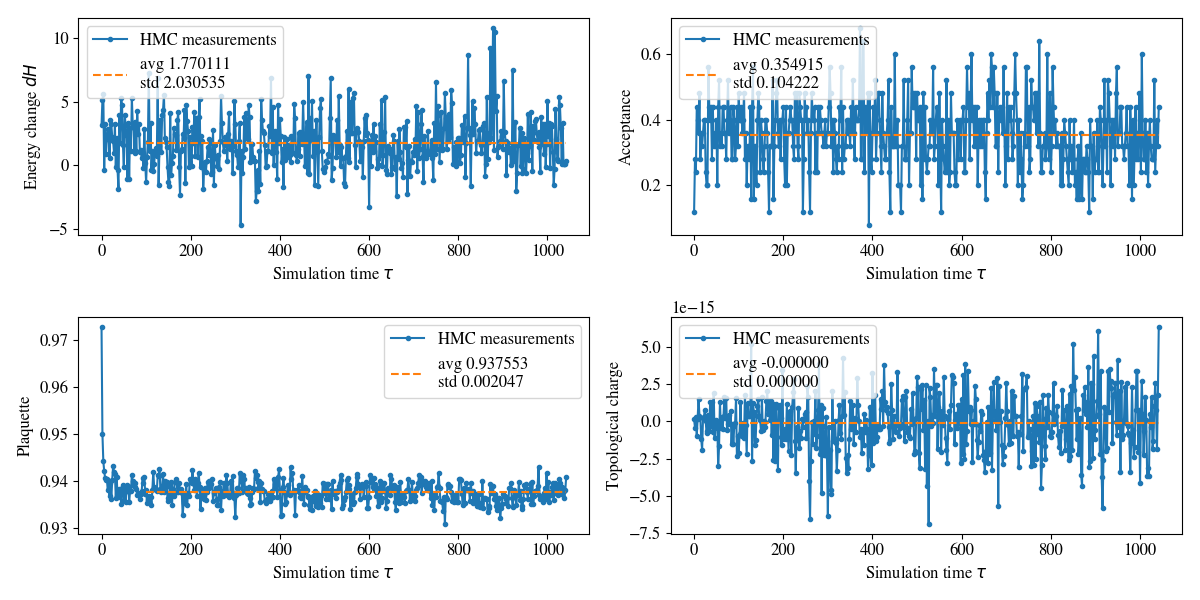 10
5
0
−5
Energy change dH
HMC measurements
avg 1.770111
std 2.030535
0
200
400
600
800
1000
Simulation time τ
0.6
0.4
0.2
Acceptance
HMC measurements
avg 0.354915
std 0.104222
0
200
400
600
800
1000
Simulation time τ
0.97
0.96
0.95
0.94
0.93
Plaquette
HMC measurements
avg 0.937553
std 0.002047
0
200
400
600
800
1000
Simulation time τ
1e−15
5.0
2.5
0.0
−2.5
−5.0
−7.5
Topological charge
HMC measurements
avg -0.000000
std 0.000000
0
200
400
600
800
1000
Simulation time τ